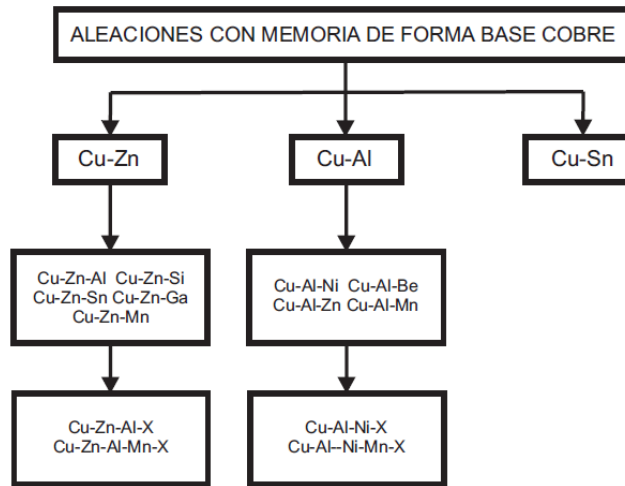 ALEACIONES CON MEMORIA DE FORMA BASE COBRE
Cu-Zn
Cu-Al
Cu-Sn
Cu-Zn-Al Cu-Zn-Si
Cu-Zn-Sn Cu-Zn-Ga
Cu-Zn-Mn
Cu-Al-Ni Cu-Al-Be
Cu-Al-Zn Cu-Al-Mn
Cu-Zn-Al-X
Cu-Zn-Al-Mn-X
Cu-Al-Ni-X
Cu-Al--Ni-Mn-X